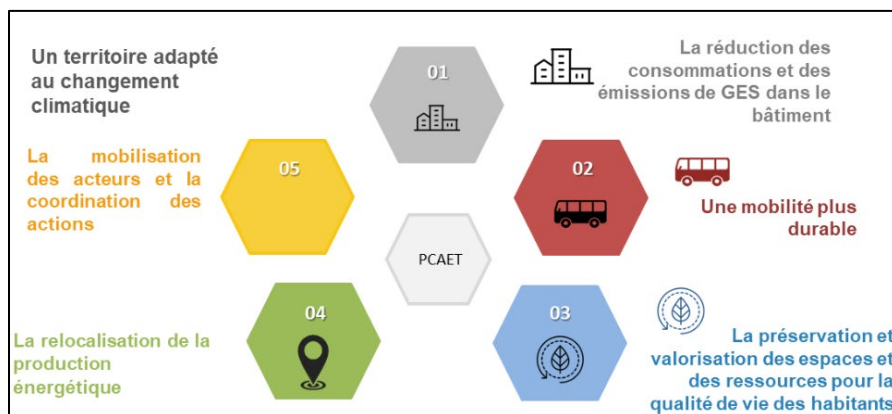 Un territoire adapté
au changement
climatique
01
La réduction des
consommations et des
émissions de GES dans le
bâtiment
La mobilisation
des acteurs et la
coordination des
actions
05
02
Une mobilité plus
durable
PCAET
La relocalisation de la
production
énergétique
04
03
La préservation et
valorisation des espaces et
des ressources pour la
qualité de vie des habitants